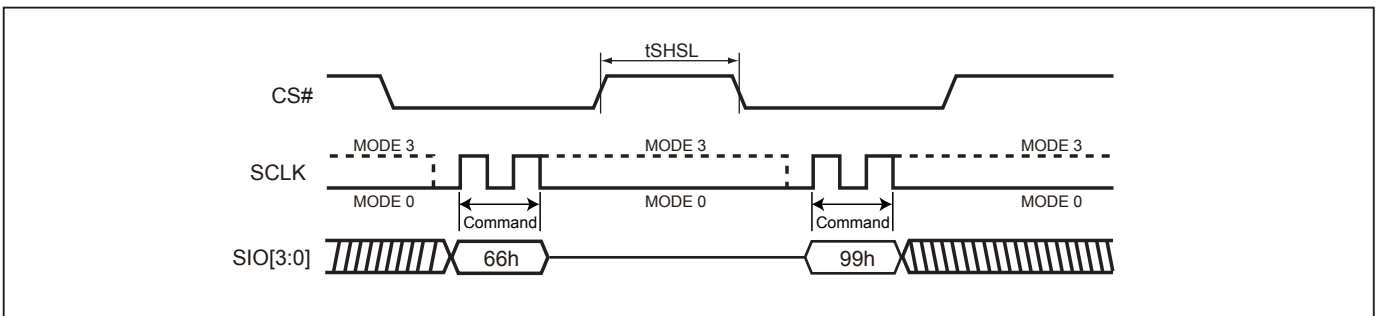 tSHSL
CS#
MODE 3 MODE 3 MODE 3
SCLK
MODE 0 MODE 0 MODE 0
Command Command
SIO[3:0] 66h 99h